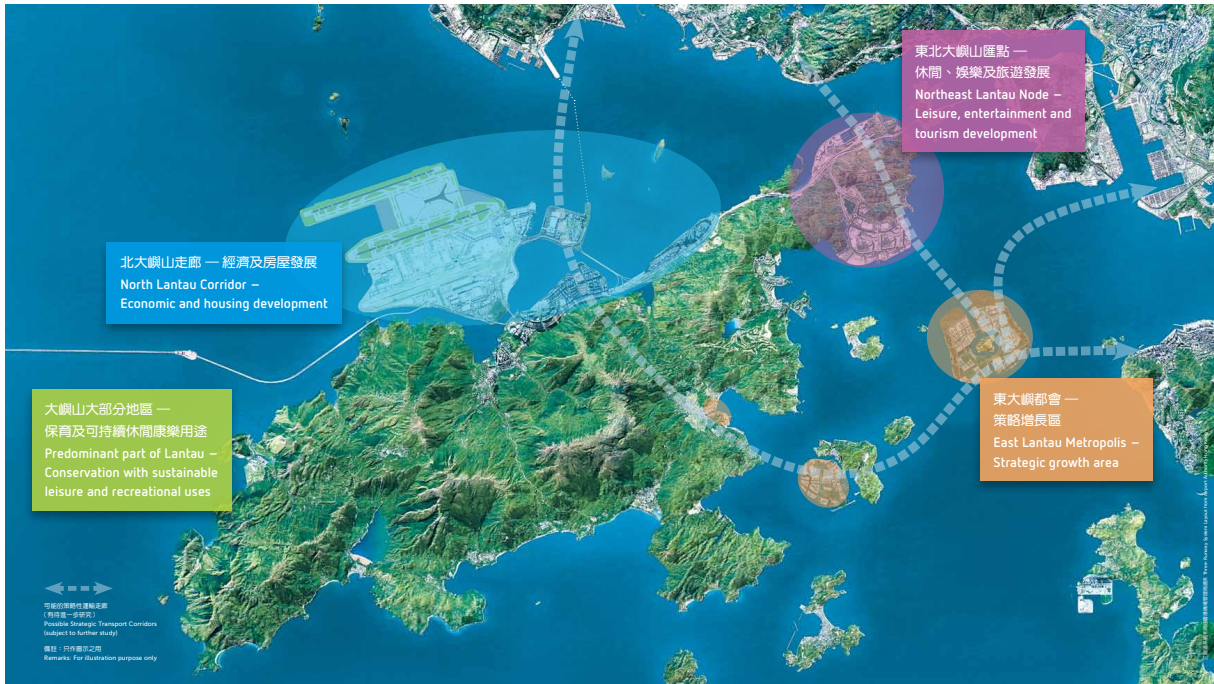 東北大嶼山匯點 —
休閒、娛樂及旅遊發展
Northeast Lantau Node –
Leisure, entertainment and
tourism development
北大嶼山走廊 — 經濟及房屋發展
North Lantau Corridor –
Economic and housing development
大嶼山大部分地區 —
保育及可持續休閒康樂用途
Predominant part of Lantau –
Conservation with sustainable
leisure and recreational uses
東大嶼都會 —
策略增長區
East Lantau Metropolis –
Strategic growth area
可能的策略性運輸走廊
(有待進一步研究)
Possible Strategic Transport Corridors
(subject to further study)
備註：只作圖示之用
Remarks: For illustration purpose only